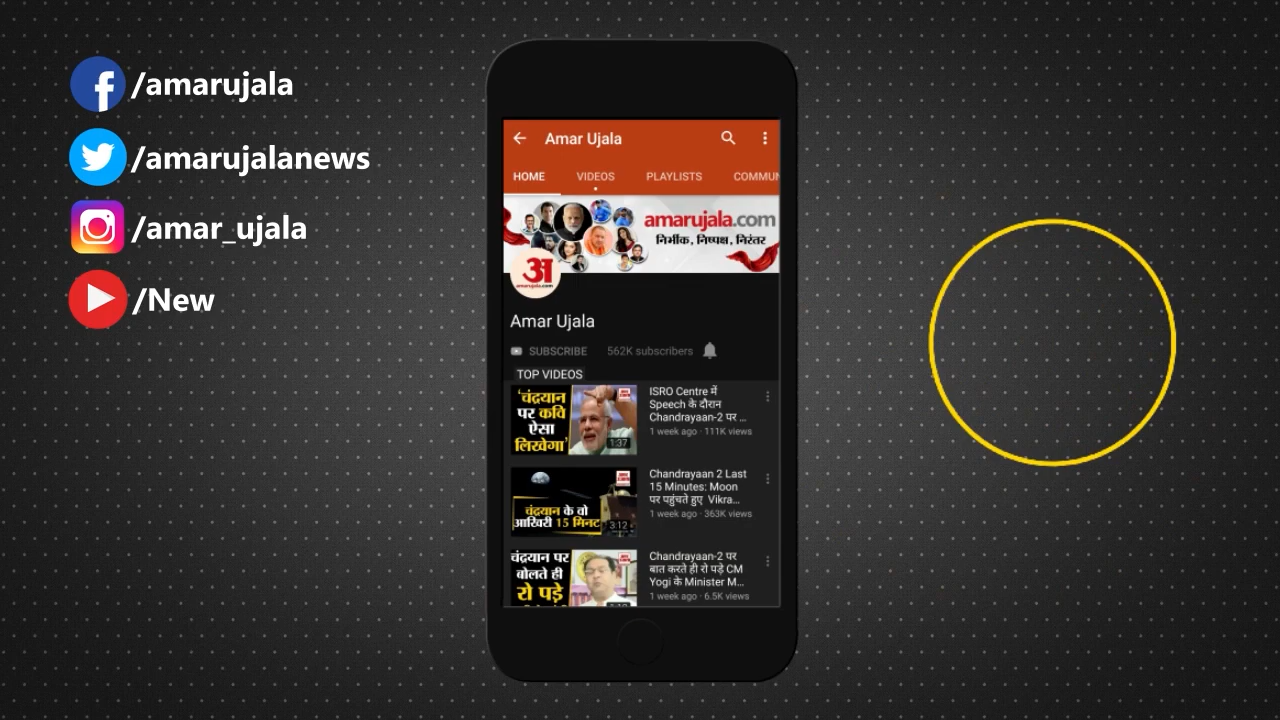 /amarujala
/amarujalanews
/amar_ujala
/New
Amar Ujala
HOME VIDEOS PLAYLISTS COMMUN
amarujala.com
निर्भीक, निष्पक्ष, निरंतर
अ
amarujala.com
Amar Ujala
SUBSCRIBE 562K subscribers
TOP VIDEOS
'चंद्रयान
पर कवि
ऐसा
लिखेगा'
1:37
ISRO Centre में
Speech के दौरान
Chandrayaan-2 पर ...
1 week ago · 111K views
चंद्रयान के वो
आखिरी 15 मिनट
3:12
Chandrayaan 2 Last
15 Minutes: Moon
पर पहुंचते हुए Vikra...
1 week ago · 363K views
चंद्रयान पर
बोलते ही
रो पड़े
Chandrayaan-2 पर
बात करते ही रो पड़े CM
Yogi के Minister M...
1 week ago · 6.5K views